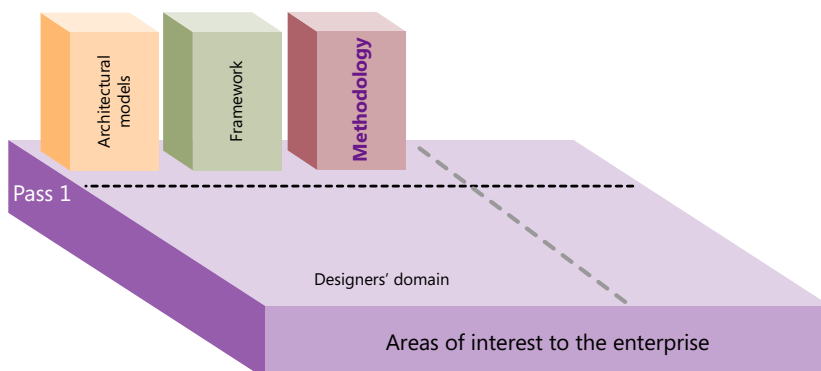 Architectural
models
Framework
Methodology
Pass 1
Designers’ domain
Areas of interest to the enterprise